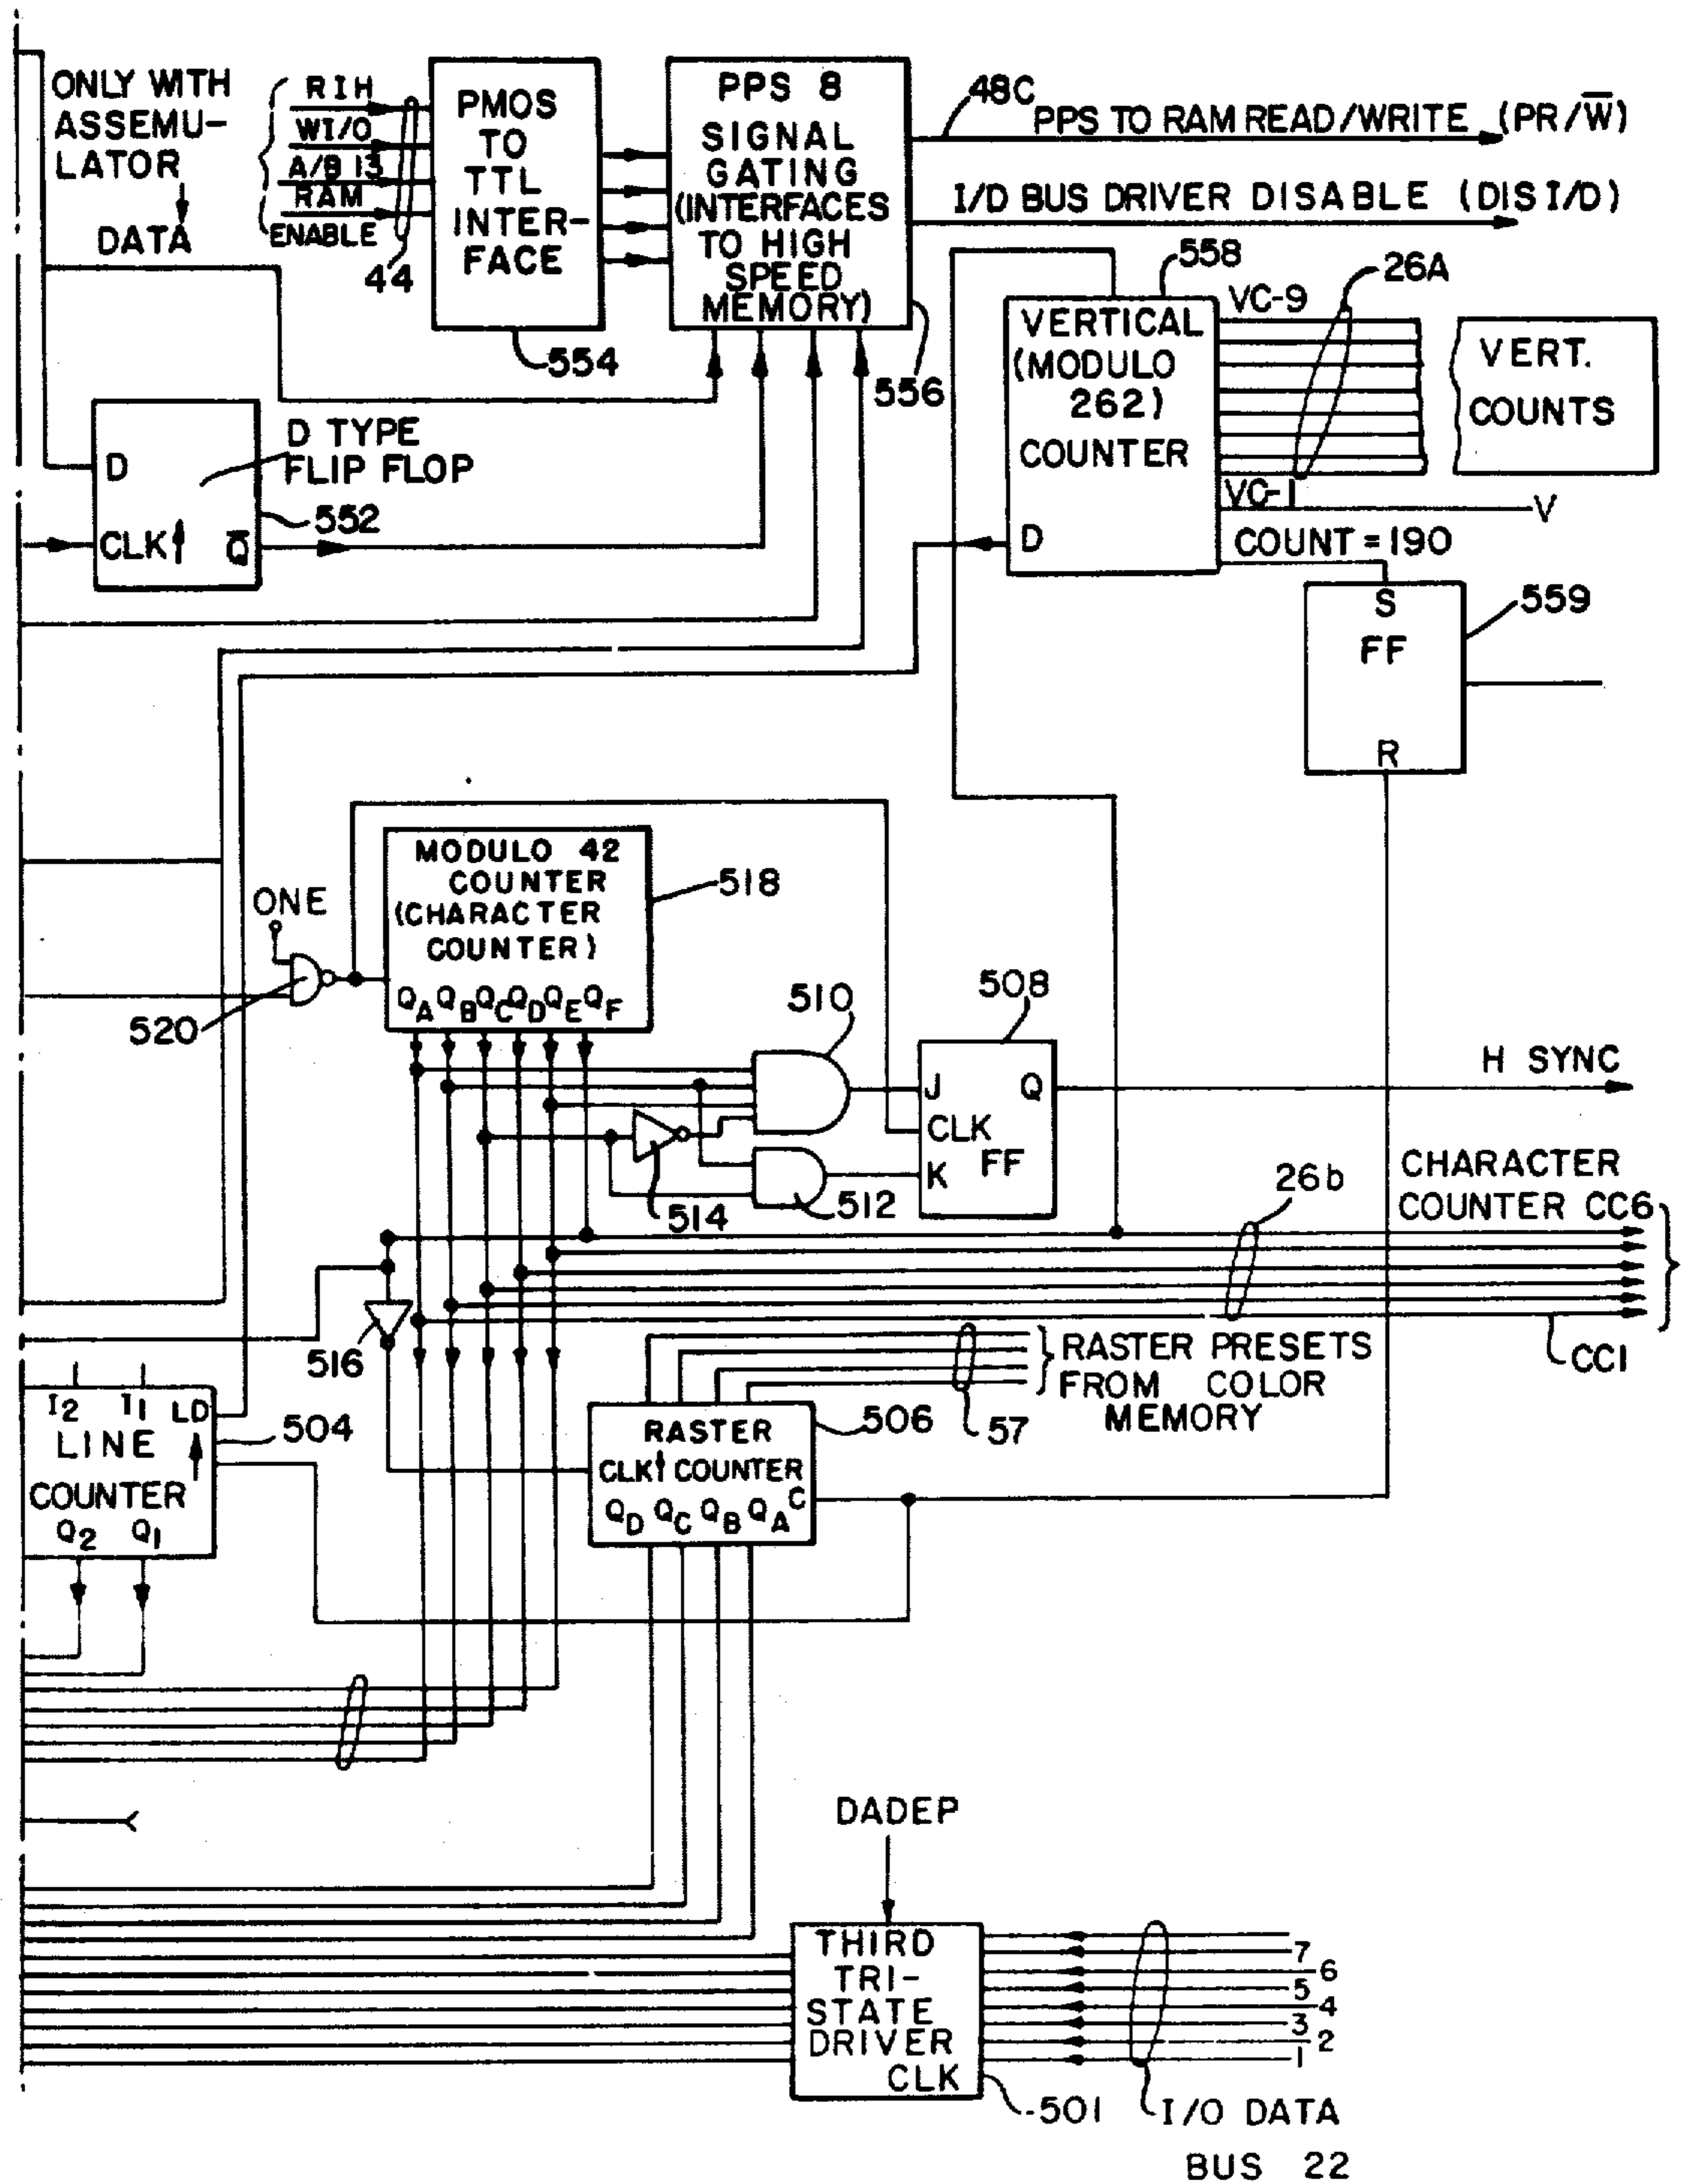 ONLY WITH
ASSEMU-
LATOR
DATA
RIH
WI/O
A/B 13
RAM
ENABLE
44
PMOS
TO
TTL
INTER-
FACE
554
PPS 8
SIGNAL
GATING
(INTERFACES
TO HIGH
SPEED
MEMORY)
556
48C
PPS TO RAM READ/WRITE (PR/W̅)
I/D BUS DRIVER DISABLE (DIS I/D)
558
26A
VERTICAL
(MODULO
262)
COUNTER
D
VC-9
VC-1
V
COUNT = 190
VERT.
COUNTS
D
CLK
Q̅
D TYPE
FLIP FLOP
552
S
FF
R
559
MODULO 42
COUNTER
(CHARACTER
COUNTER)
QA QB QC QD QE QF
518
ONE
520
510
508
J
Q
CLK
FF
K
H SYNC
514
512
26b
CHARACTER
COUNTER CC6
CC1
516
RASTER PRESETS
FROM COLOR
MEMORY
57
I2 I1 LD
LINE
COUNTER
Q2 Q1
504
RASTER
CLK COUNTER
QD QC QB QA C
506
DADEP
THIRD
TRI-
STATE
DRIVER
CLK
501
7
6
5
4
3
2
1
I/O DATA
BUS 22